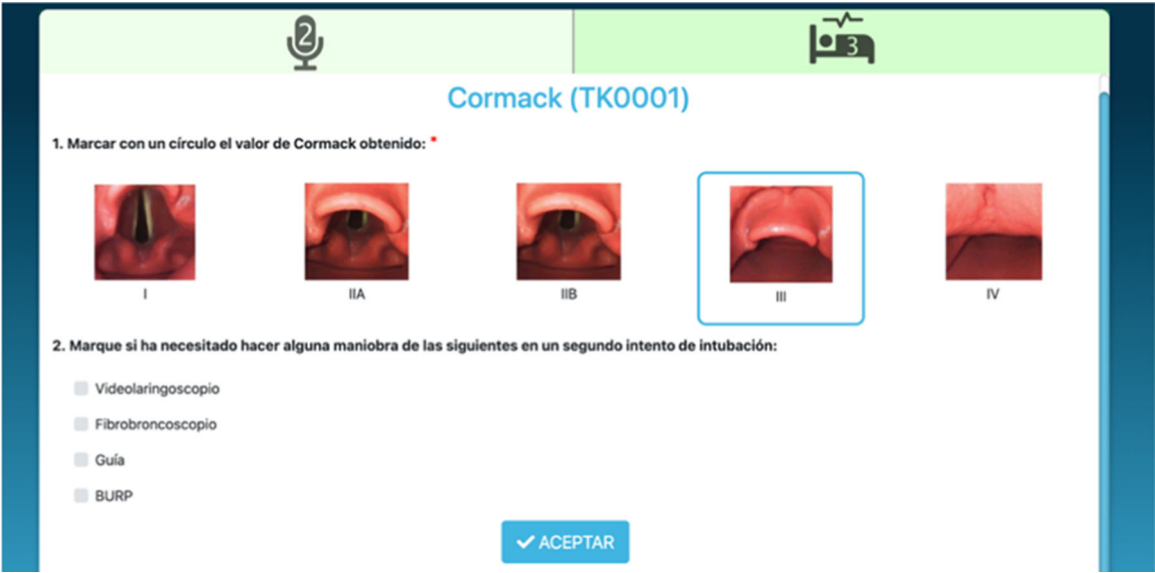 2
3
Cormack (TK0001)
1. Marcar con un círculo el valor de Cormack obtenido: *
I
IIA
IIB
III
IV
2. Marque si ha necesitado hacer alguna maniobra de las siguientes en un segundo intento de intubación:
Videolaringoscopio
Fibrobroncoscopio
Guía
BURP
ACEPTAR